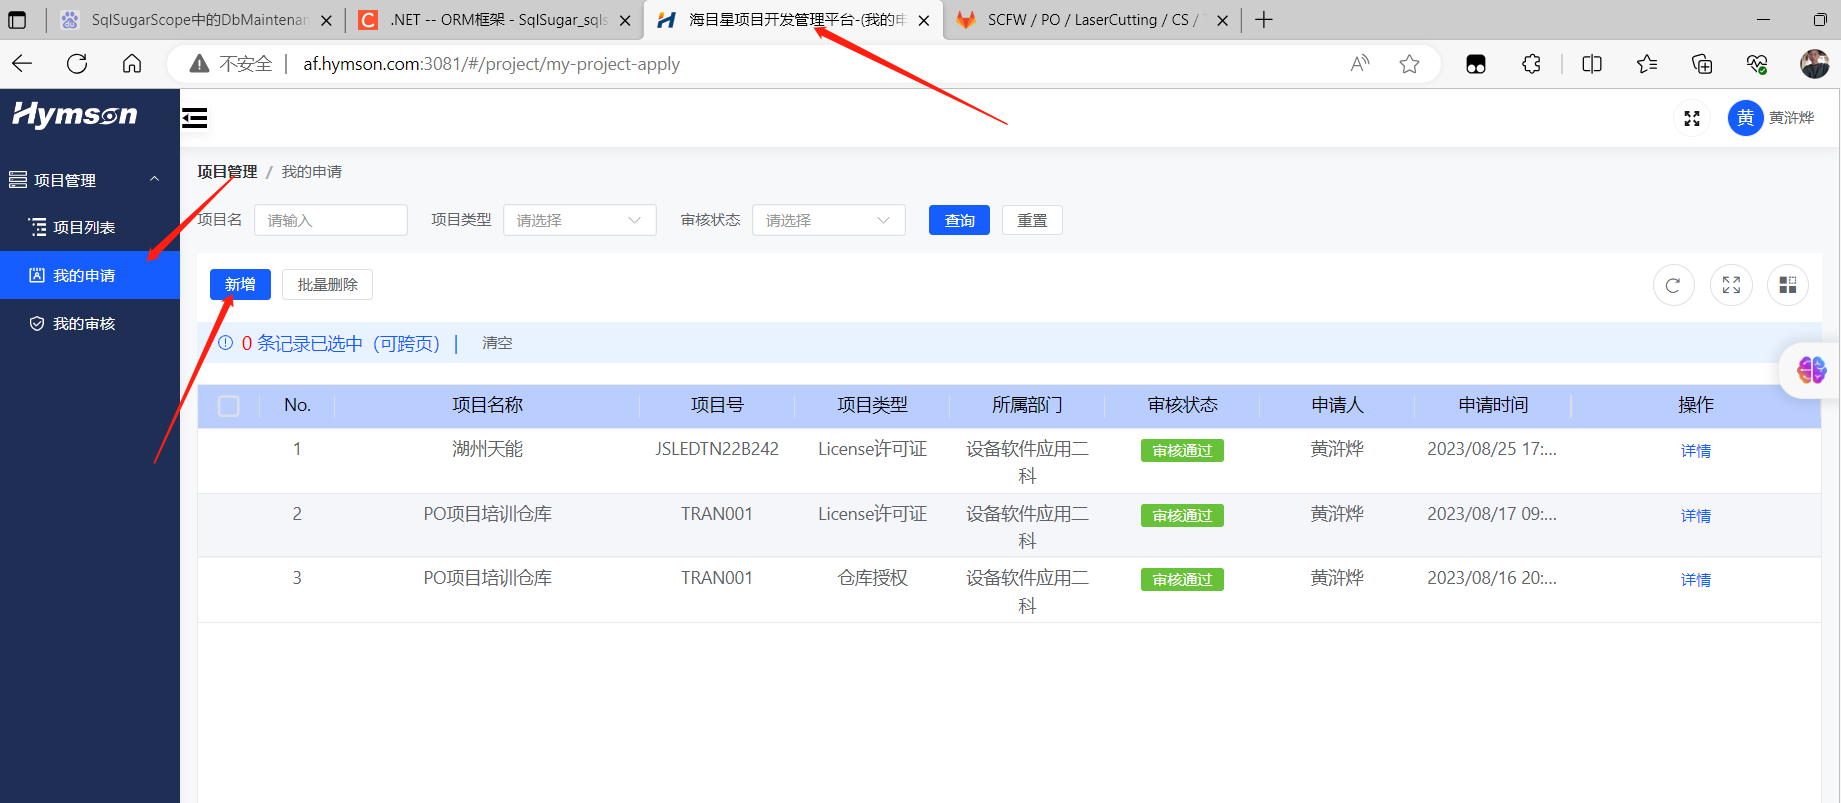 SqlSugarScope中的DbMaintenan
.NET -- ORM框架 - SqlSugar_sqls
海目星项目开发管理平台-(我的申
SCFW / PO / LaserCutting / CS /
不安全
af.hymson.com:3081/#/project/my-project-apply
Hymson
黄
黄浒烨
项目管理
项目列表
我的申请
我的审核
项目管理 / 我的申请
项目名 请输入 项目类型 请选择 审核状态 请选择 查询 重置
新增 批量删除
0 条记录已选中（可跨页） | 清空
No. 项目名称 项目号 项目类型 所属部门 审核状态 申请人 申请时间 操作
1 湖州天能 JSLEDTN22B242 License许可证 设备软件应用二科 审核通过 黄浒烨 2023/08/25 17:... 详情
2 PO项目培训仓库 TRAN001 License许可证 设备软件应用二科 审核通过 黄浒烨 2023/08/17 09:... 详情
3 PO项目培训仓库 TRAN001 仓库授权 设备软件应用二科 审核通过 黄浒烨 2023/08/16 20:... 详情